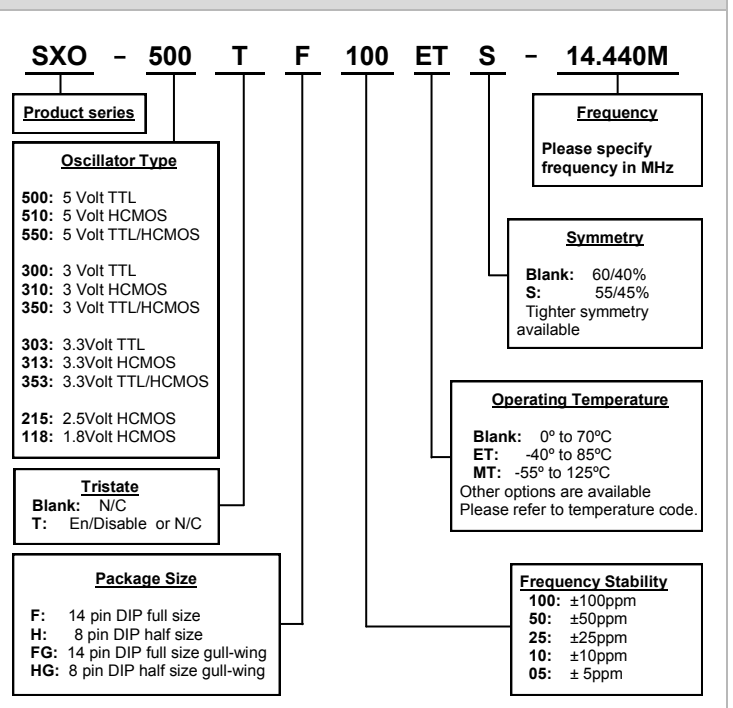 SXO - 500 T F 100 ET S - 14.440M
Product series
Oscillator Type
500: 5 Volt TTL
510: 5 Volt HCMOS
550: 5 Volt TTL/HCMOS
300: 3 Volt TTL
310: 3 Volt HCMOS
350: 3 Volt TTL/HCMOS
303: 3.3Volt TTL
313: 3.3Volt HCMOS
353: 3.3Volt TTL/HCMOS
215: 2.5Volt HCMOS
118: 1.8Volt HCMOS
Tristate
Blank: N/C
T: En/Disable or N/C
Package Size
F: 14 pin DIP full size
H: 8 pin DIP half size
FG: 14 pin DIP full size gull-wing
HG: 8 pin DIP half size gull-wing
Frequency
Please specify
frequency in MHz
Symmetry
Blank: 60/40%
S: 55/45%
Tighter symmetry
available
Operating Temperature
Blank: 0º to 70ºC
ET: -40º to 85ºC
MT: -55º to 125ºC
Other options are available
Please refer to temperature code.
Frequency Stability
100: ±100ppm
50: ±50ppm
25: ±25ppm
10: ±10ppm
05: ± 5ppm